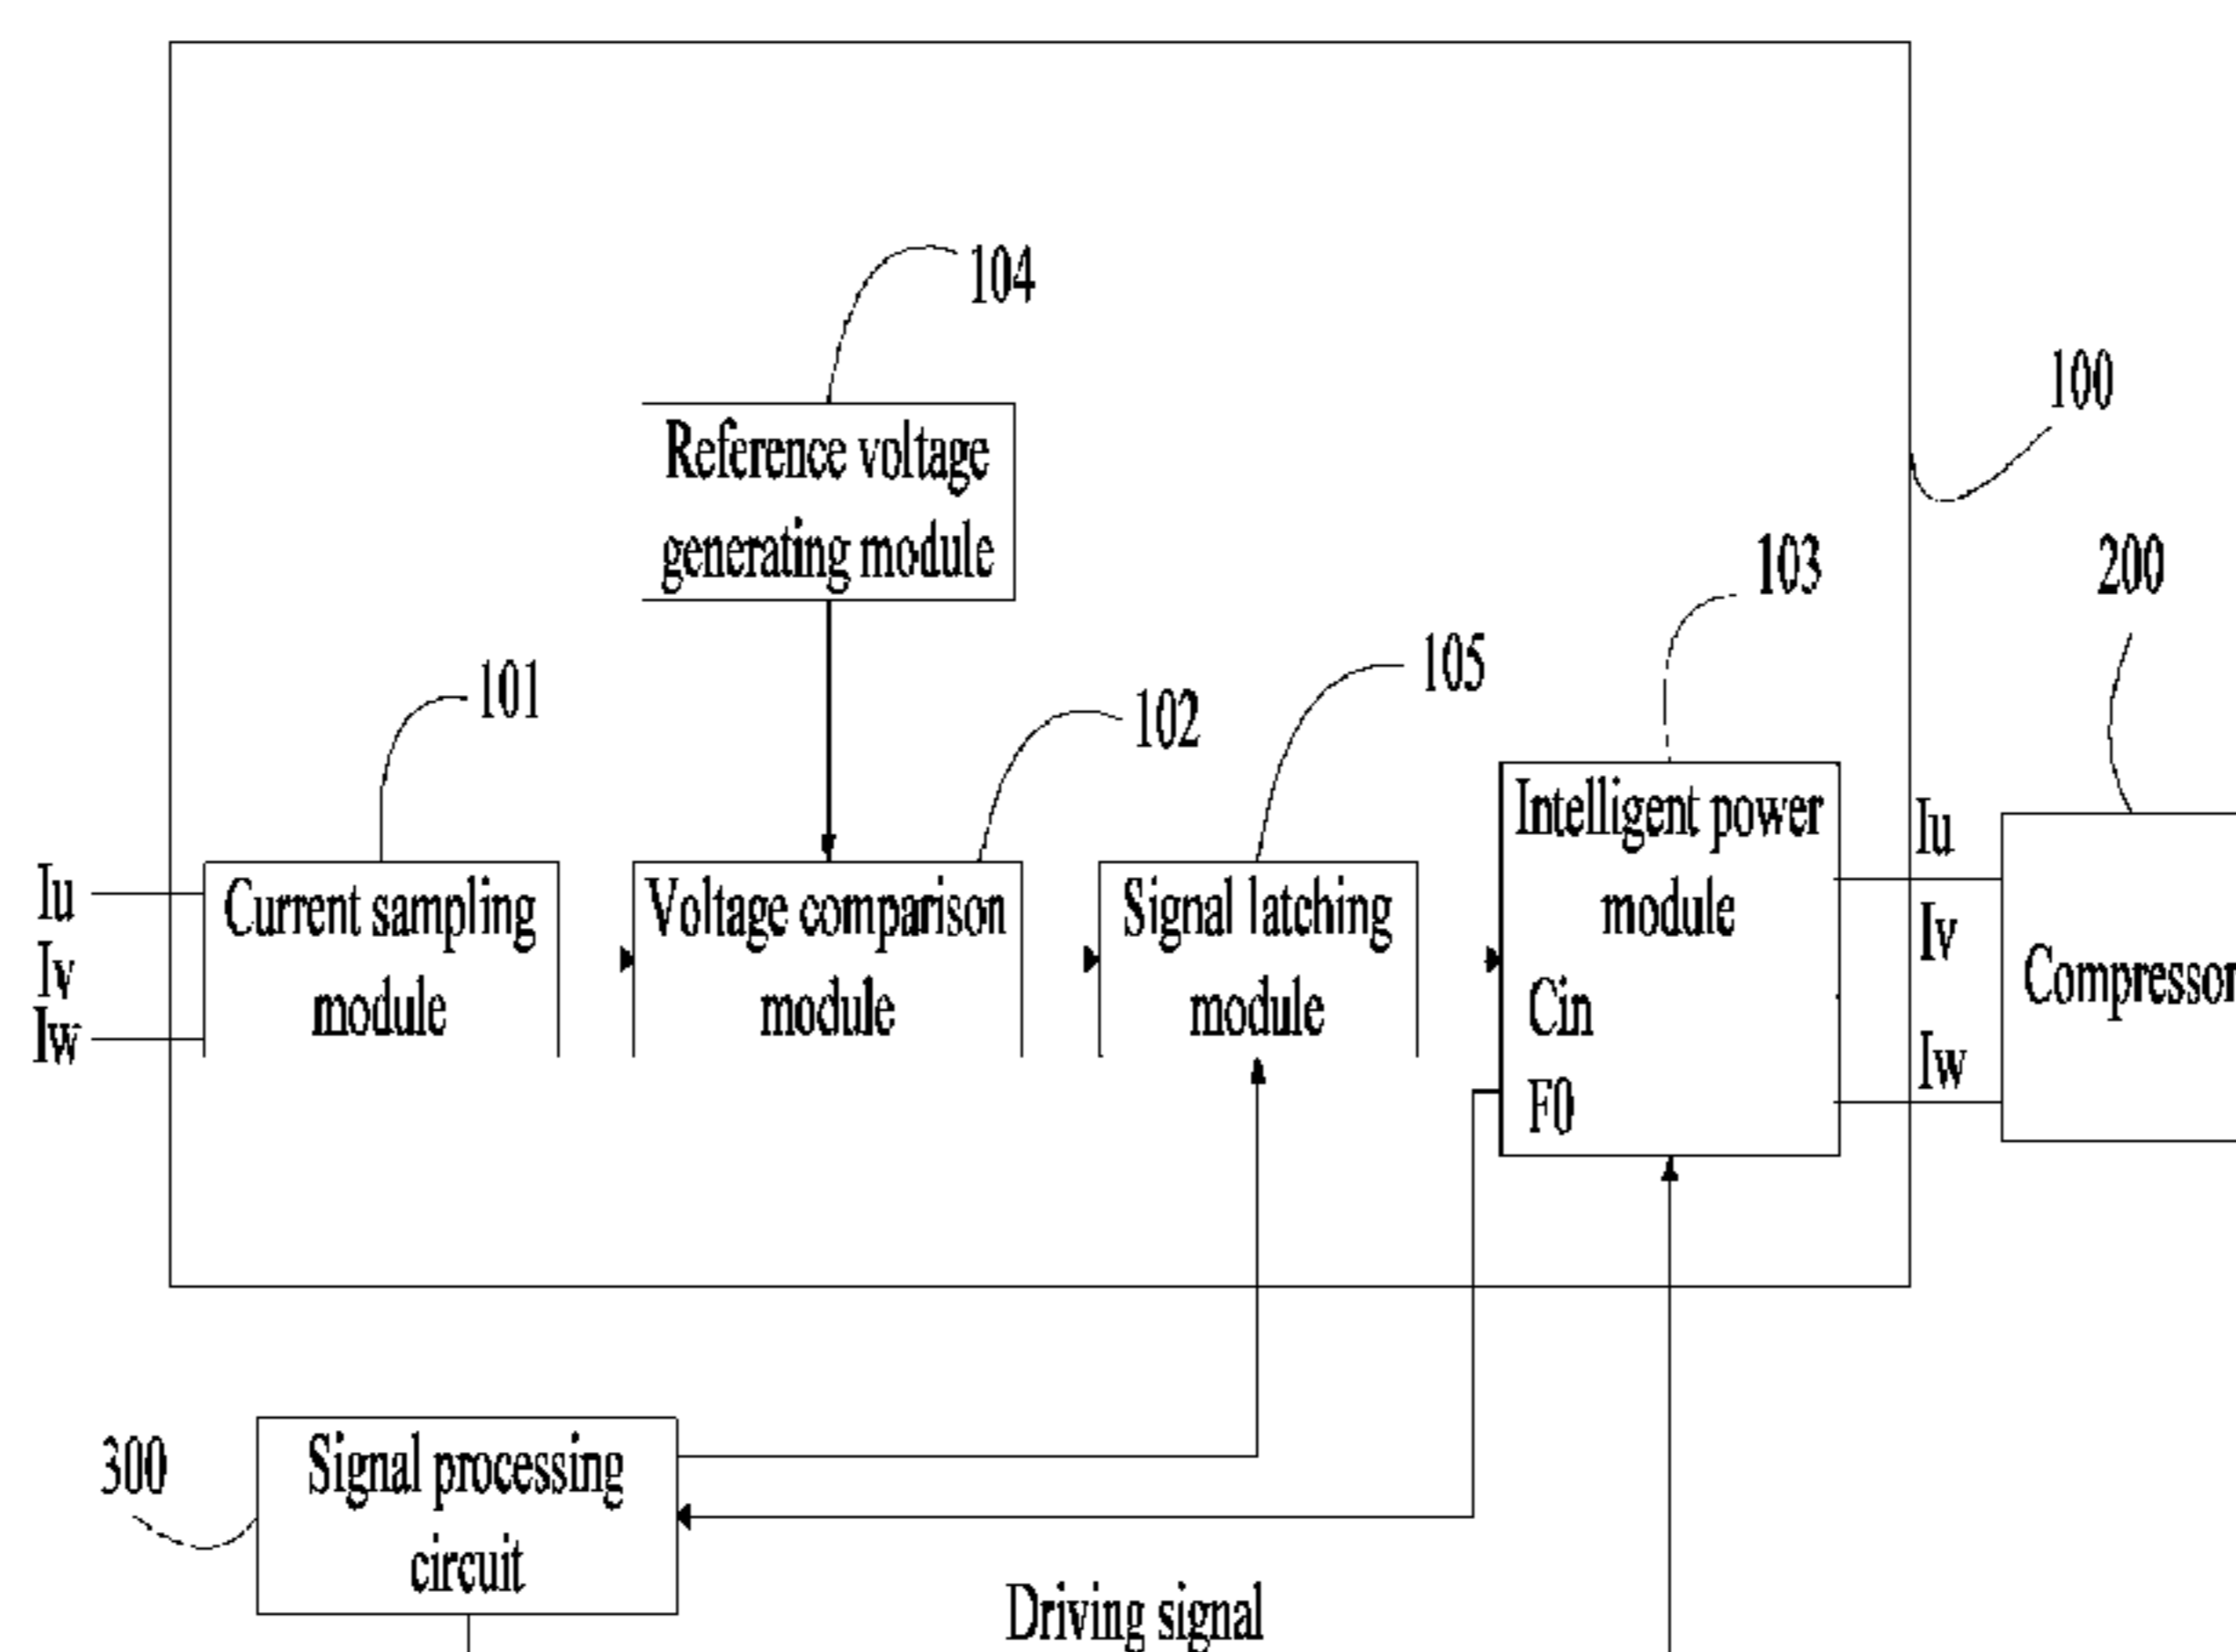 104
100
Reference voltage
generating module
103
200
105
101
102
Intelligent power
module
Cin
F0
Iu
Iv
Iw
Iu
Iv
Iw
Current sampling
module
Voltage comparison
module
Signal latching
module
Compressor
300
Signal processing
circuit
Driving signal